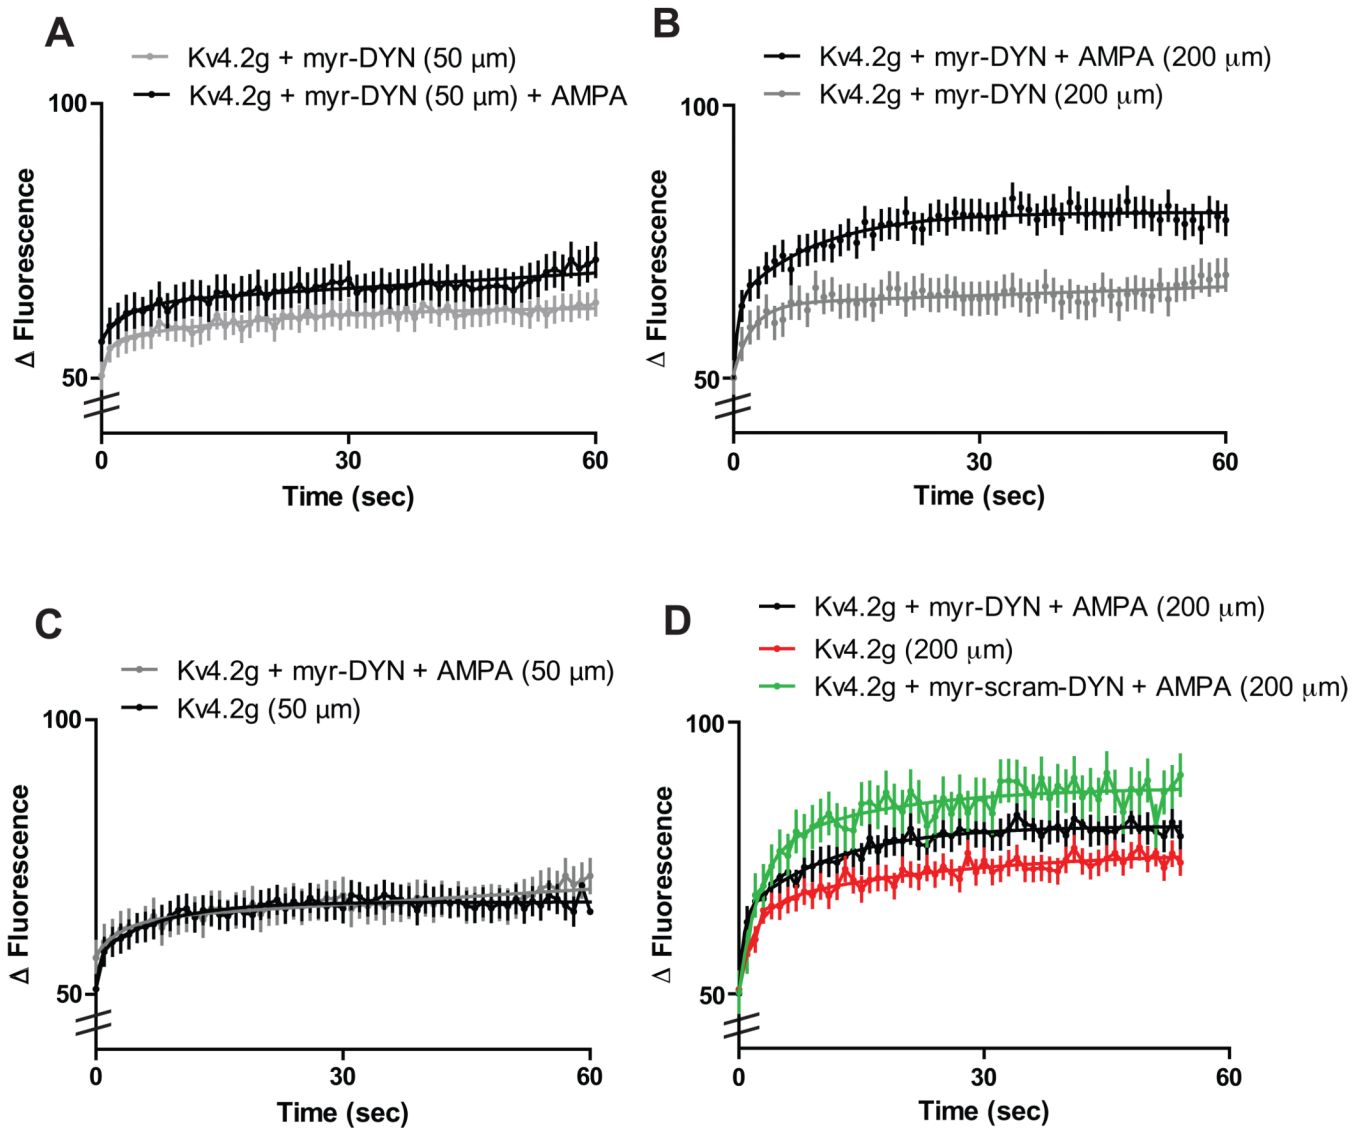 A
Kv4.2g + myr-DYN (50 µm)
Kv4.2g + myr-DYN (50 µm) + AMPA
100
50
Δ Fluorescence
0
30
60
Time (sec)
B
Kv4.2g + myr-DYN + AMPA (200 µm)
Kv4.2g + myr-DYN (200 µm)
100
50
Δ Fluorescence
0
30
60
Time (sec)
C
Kv4.2g + myr-DYN + AMPA (50 µm)
Kv4.2g (50 µm)
100
50
Δ Fluorescence
0
30
60
Time (sec)
D
Kv4.2g + myr-DYN + AMPA (200 µm)
Kv4.2g (200 µm)
Kv4.2g + myr-scram-DYN + AMPA (200 µm)
100
50
Δ Fluorescence
0
30
60
Time (sec)